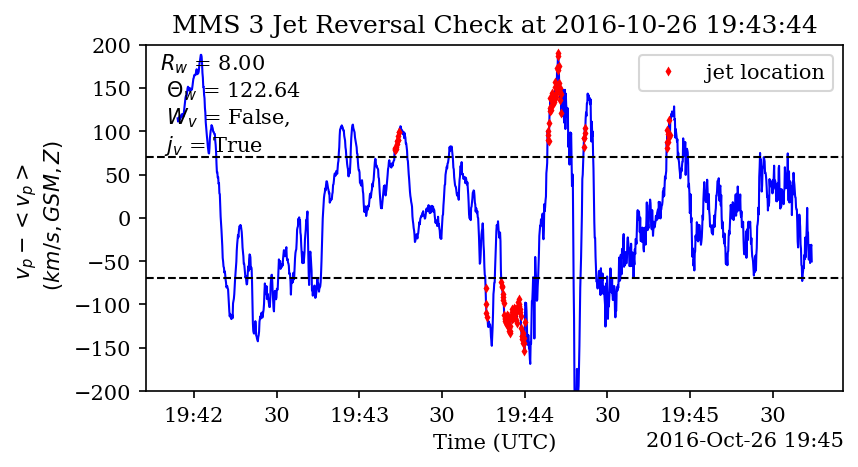 MMS 3 Jet Reversal Check at 2016-10-26 19:43:44
200
150
100
50
0
−50
−100
−150
−200
v_p − < v_p >
(km/s, GSM, Z)
R_w = 8.00
Θ_w = 122.64
W_v = False,
j_v = True
jet location
19:42 30 19:43 30 19:44 30 19:45 30
Time (UTC)
2016-Oct-26 19:45